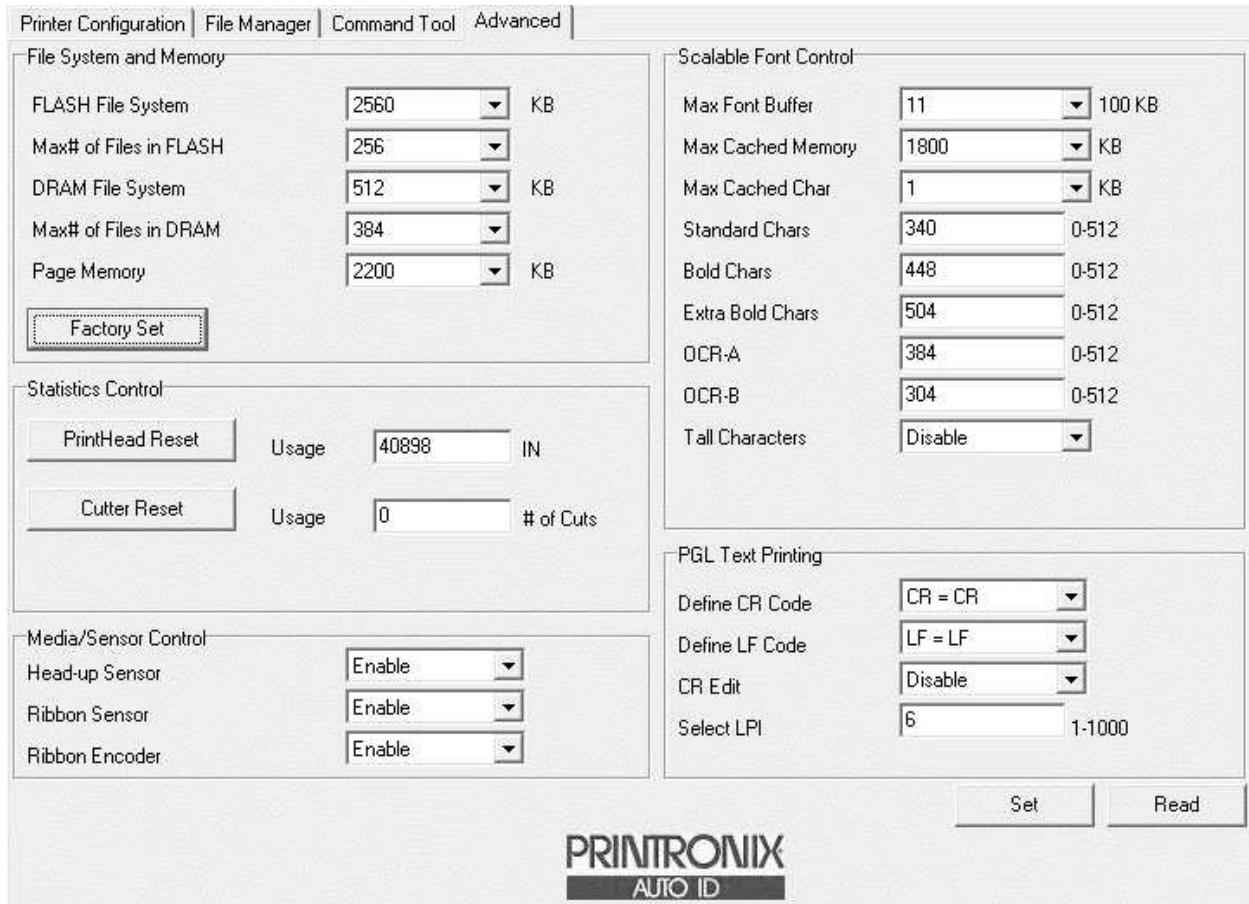 Printer Configuration File Manager Command Tool Advanced
File System and Memory
FLASH File System 2560 KB
Max# of Files in FLASH 256
DRAM File System 512 KB
Max# of Files in DRAM 384
Page Memory 2200 KB
Factory Set
Statistics Control
PrintHead Reset Usage 40898 IN
Cutter Reset Usage 0 # of Cuts
Media/Sensor Control
Head-up Sensor Enable
Ribbon Sensor Enable
Ribbon Encoder Enable
Scalable Font Control
Max Font Buffer 11 100 KB
Max Cached Memory 1800 KB
Max Cached Char 1 KB
Standard Chars 340 0-512
Bold Chars 448 0-512
Extra Bold Chars 504 0-512
OCR-A 384 0-512
OCR-B 304 0-512
Tall Characters Disable
PGL Text Printing
Define CR Code CR = CR
Define LF Code LF = LF
CR Edit Disable
Select LPI 6 1-1000
Set Read
PRINTRONIX
AUTO ID